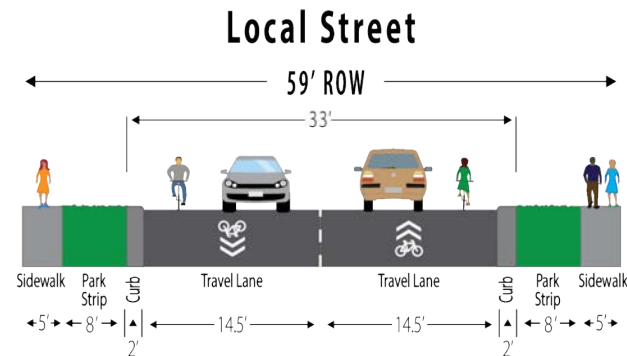 Local Street
59' ROW
33'
Sidewalk Park Strip Curb Travel Lane Travel Lane Curb Park Strip Sidewalk
5' 8' 2' 14.5' 14.5' 2' 8' 5'